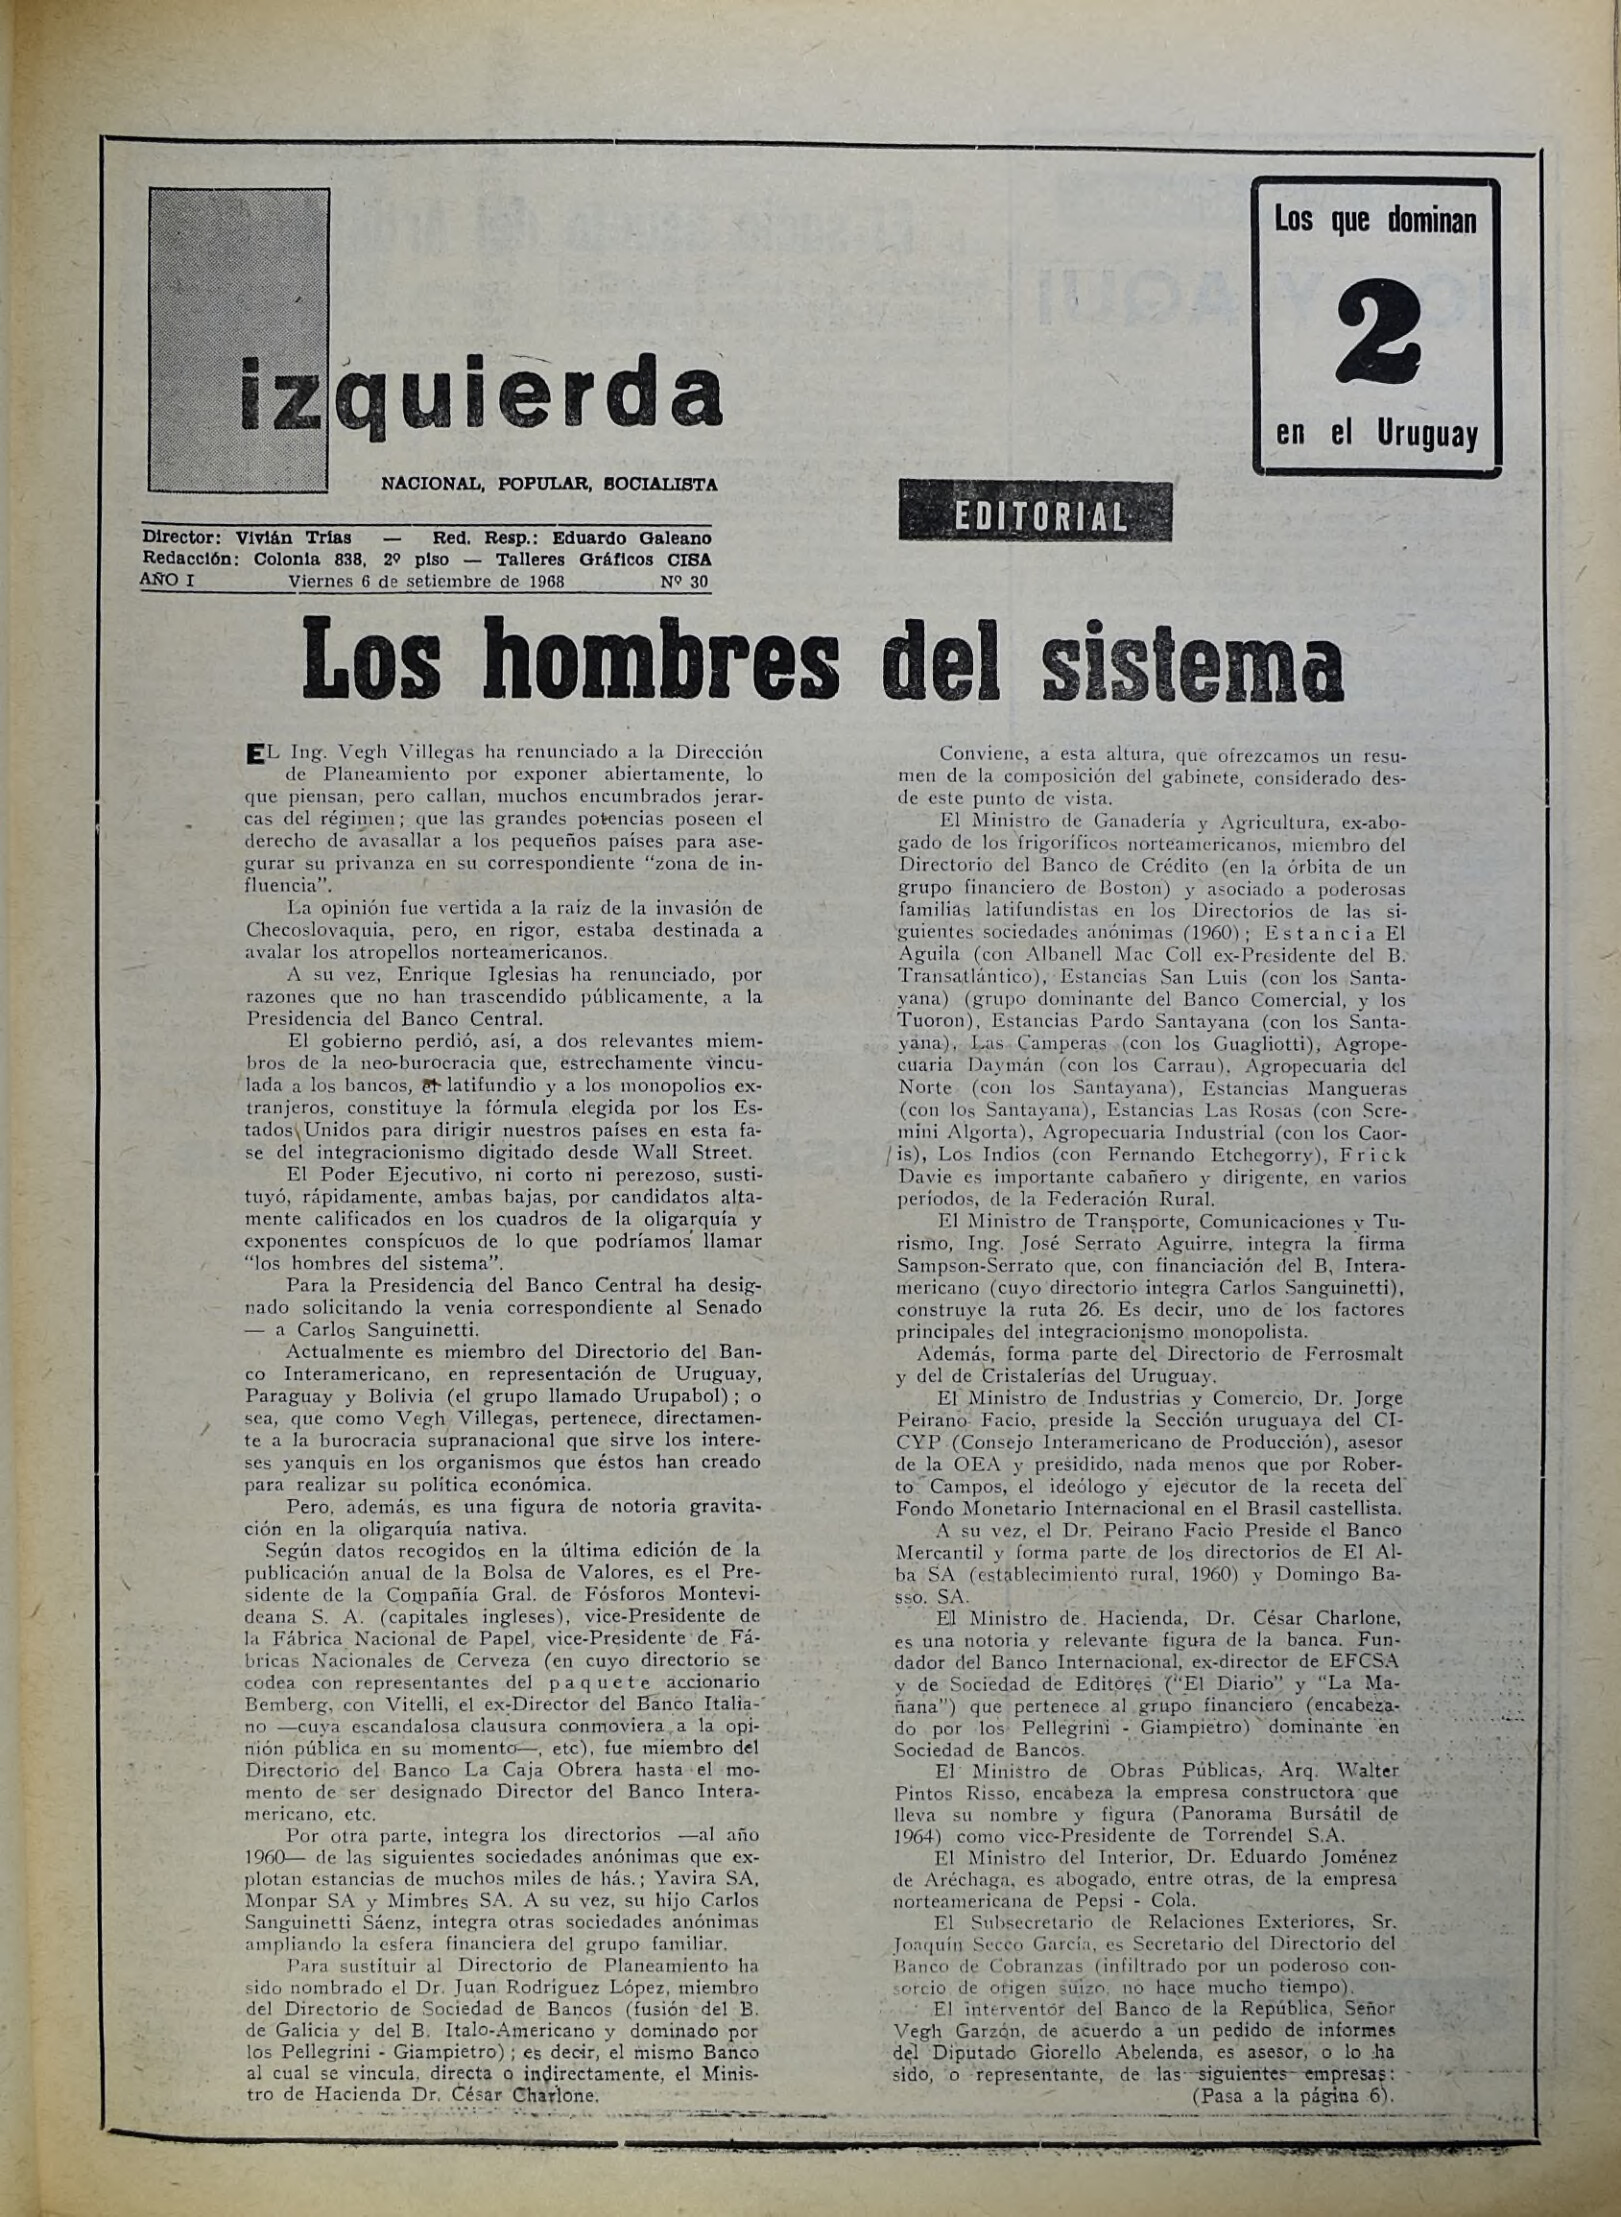 izquierda
NACIONAL, POPULAR, SOCIALISTA
Director: Vivián Trías — Red. Resp.: Eduardo Galeano
Redacción: Colonia 838, 2º piso — Talleres Gráficos CISA
AÑO I Viernes 6 de setiembre de 1968 Nº 30
Los que dominan
2
en el Uruguay
EDITORIAL
Los hombres del sistema
EL Ing. Vegh Villegas ha renunciado a la Dirección
de Planeamiento por exponer abiertamente, lo
que piensan, pero callan, muchos encumbrados jerar-
cas del régimen; que las grandes potencias poseen el
derecho de avasallar a los pequeños países para ase-
gurar su privanza en su correspondiente "zona de in-
fluencia".
La opinión fue vertida a la raíz de la invasión de
Checoslovaquia, pero, en rigor, estaba destinada a
avalar los atropellos norteamericanos.
A su vez, Enrique Iglesias ha renunciado, por
razones que no han trascendido públicamente, a la
Presidencia del Banco Central.
El gobierno perdió, así, a dos relevantes miem-
bros de la neo-burocracia que, estrechamente vincu-
lada a los bancos, el latifundio y a los monopolios ex-
tranjeros, constituye la fórmula elegida por los Es-
tados Unidos para dirigir nuestros países en esta fa-
se del integracionismo digitado desde Wall Street.
El Poder Ejecutivo, ni corto ni perezoso, susti-
tuyó, rápidamente, ambas bajas, por candidatos alta-
mente calificados en los cuadros de la oligarquía y
exponentes conspícuos de lo que podríamos llamar
"los hombres del sistema".
Para la Presidencia del Banco Central ha desig-
nado solicitando la venia correspondiente al Senado
— a Carlos Sanguinetti.
Actualmente es miembro del Directorio del Ban-
co Interamericano, en representación de Uruguay,
Paraguay y Bolivia (el grupo llamado Urupabol); o
sea, que como Vegh Villegas, pertenece, directamen-
te a la burocracia supranacional que sirve los intere-
ses yanquis en los organismos que éstos han creado
para realizar su política económica.
Pero, además, es una figura de notoria gravita-
ción en la oligarquía nativa.
Según datos recogidos en la última edición de la
publicación anual de la Bolsa de Valores, es el Pre-
sidente de la Compañía Gral. de Fósforos Montevi-
deana S. A. (capitales ingleses), vice-Presidente de
la Fábrica Nacional de Papel, vice-Presidente de Fá-
bricas Nacionales de Cerveza (en cuyo directorio se
codea con representantes del paquete accionario
Bemberg, con Vitelli, el ex-Director del Banco Italia-
no —cuya escandalosa clausura conmoviera a la opi-
nión pública en su momento—, etc), fue miembro del
Directorio del Banco La Caja Obrera hasta el mo-
mento de ser designado Director del Banco Intera-
mericano, etc.
Por otra parte, integra los directorios —al año
1960— de las siguientes sociedades anónimas que ex-
plotan estancias de muchos miles de hás.; Yavira SA,
Monpar SA y Mimbres SA. A su vez, su hijo Carlos
Sanguinetti Sáenz, integra otras sociedades anónimas
ampliando la esfera financiera del grupo familiar.
Para sustituir al Directorio de Planeamiento ha
sido nombrado el Dr. Juan Rodríguez López, miembro
del Directorio de Sociedad de Bancos (fusión del B.
de Galicia y del B. Italo-Americano y dominado por
los Pellegrini - Giampietro); es decir, el mismo Banco
al cual se vincula, directa o indirectamente, el Minis-
tro de Hacienda Dr. César Charlone.
Conviene, a esta altura, que ofrezcamos un resu-
men de la composición del gabinete, considerado des-
de este punto de vista.
El Ministro de Ganadería y Agricultura, ex-abo-
gado de los frigoríficos norteamericanos, miembro del
Directorio del Banco de Crédito (en la órbita de un
grupo financiero de Boston) y asociado a poderosas
familias latifundistas en los Directorios de las si-
guientes sociedades anónimas (1960); Estancia El
Aguila (con Albanell Mac Coll ex-Presidente del B.
Transatlántico), Estancias San Luis (con los Santa-
yana) (grupo dominante del Banco Comercial, y los
Tuoron), Estancias Pardo Santayana (con los Santa-
yana), Las Camperas (con los Guagliotti), Agrope-
cuaria Daymán (con los Carrau), Agropecuaria del
Norte (con los Santayana), Estancias Mangueras
(con los Santayana), Estancias Las Rosas (con Scre-
mini Algorta), Agropecuaria Industrial (con los Caor-
is), Los Indios (con Fernando Etchegorry), Frick
Davie es importante cabañero y dirigente, en varios
períodos, de la Federación Rural.
El Ministro de Transporte, Comunicaciones y Tu-
rismo, Ing. José Serrato Aguirre, integra la firma
Sampson-Serrato que, con financiación del B, Intera-
mericano (cuyo directorio integra Carlos Sanguinetti),
construye la ruta 26. Es decir, uno de los factores
principales del integracionismo monopolista.
Además, forma parte del Directorio de Ferrosmalt
y del de Cristalerías del Uruguay.
El Ministro de Industrias y Comercio, Dr. Jorge
Peirano Facio, preside la Sección uruguaya del CI-
CYP (Consejo Interamericano de Producción), asesor
de la OEA y presidido, nada menos que por Rober-
to Campos, el ideólogo y ejecutor de la receta del
Fondo Monetario Internacional en el Brasil castellista.
A su vez, el Dr. Peirano Facio Preside el Banco
Mercantil y forma parte de los directorios de El Al-
ba SA (establecimiento rural, 1960) y Domingo Ba-
sso. SA.
El Ministro de Hacienda, Dr. César Charlone,
es una notoria y relevante figura de la banca. Fun-
dador del Banco Internacional, ex-director de EFCSA
y de Sociedad de Editores ("El Diario" y "La Ma-
ñana") que pertenece al grupo financiero (encabeza-
do por los Pellegrini - Giampietro) dominante en
Sociedad de Bancos.
El Ministro de Obras Públicas, Arq. Walter
Pintos Risso, encabeza la empresa constructora que
lleva su nombre y figura (Panorama Bursátil de
1964) como vice-Presidente de Torrendel S.A.
El Ministro del Interior, Dr. Eduardo Joménez
de Aréchaga, es abogado, entre otras, de la empresa
norteamericana de Pepsi - Cola.
El Subsecretario de Relaciones Exteriores, Sr.
Joaquín Secco García, es Secretario del Directorio del
Banco de Cobranzas (infiltrado por un poderoso con-
sorcio de origen suizo, no hace mucho tiempo).
El interventor del Banco de la República, Señor
Vegh Garzón, de acuerdo a un pedido de informes
del Diputado Giorello Abelenda, es asesor, o lo ha
sido, o representante, de las siguientes empresas:
(Pasa a la página 6).